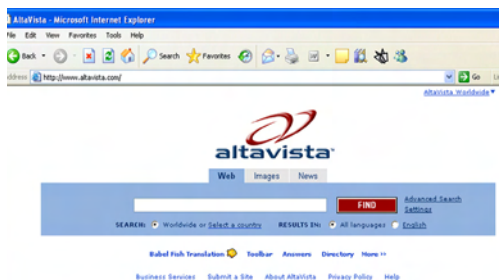 AltaVista - Microsoft Internet Explorer
File Edit View Favorites Tools Help
Back Search Favorites
Address http://www.altavista.com/ Go
AltaVista Worldwide
altavista
Web Images News
FIND Advanced Search
Settings
SEARCH: Worldwide or Select a country RESULTS IN: All languages English
Babel Fish Translation Toolbar Answers Directory More >>
Business Services Submit a Site About AltaVista Privacy Policy Help